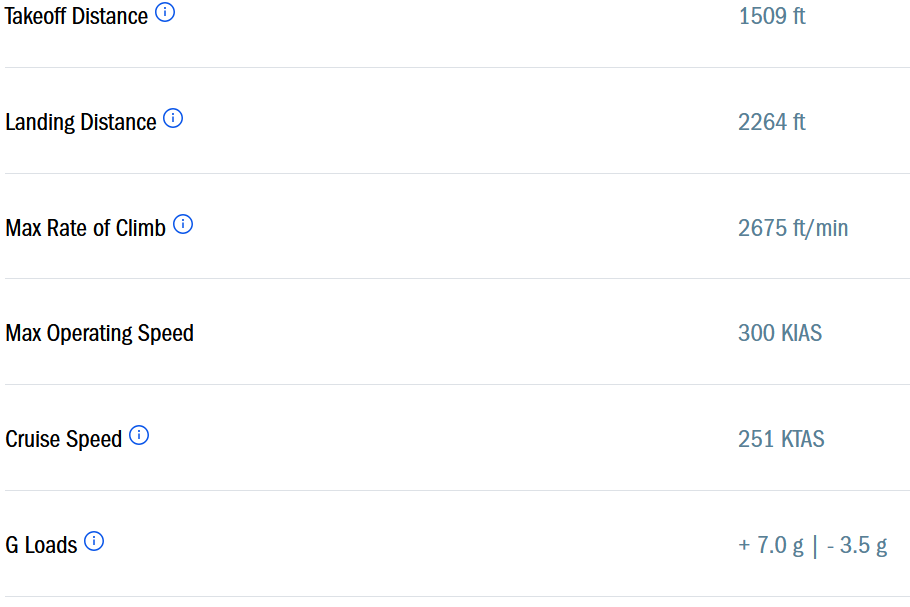 Takeoff Distance 1509 ft
Landing Distance 2264 ft
Max Rate of Climb 2675 ft/min
Max Operating Speed 300 KIAS
Cruise Speed 251 KTAS
G Loads + 7.0 g | - 3.5 g